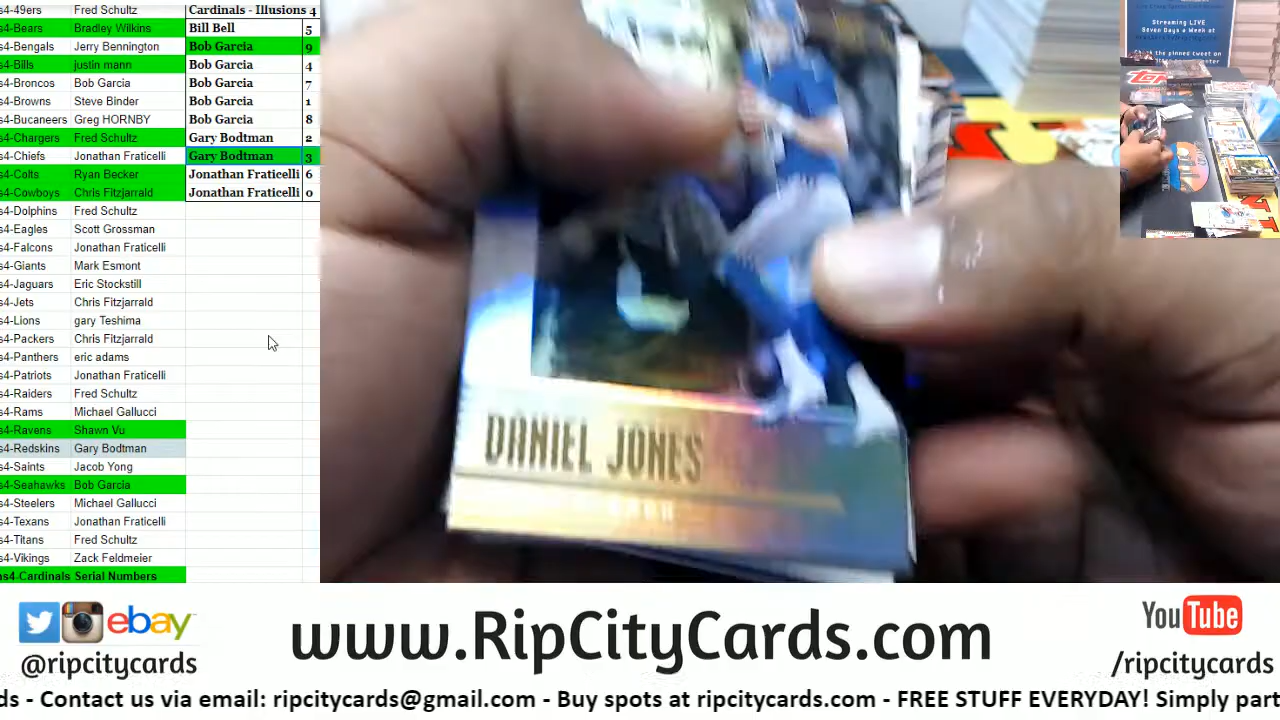 s4-49ers Fred Schultz Cardinals - Illusions 4
s4-Bears Bradley Wilkins Bill Bell 5
s4-Bengals Jerry Bennington Bob Garcia 9
s4-Bills justin mann Bob Garcia 4
s4-Broncos Bob Garcia Bob Garcia 7
s4-Browns Steve BInder Bob Garcia 1
s4-Bucaneers Greg HORNBY Bob Garcia 8
s4-Chargers Fred Schultz Gary Bodtman 2
s4-Chiefs Jonathan Fraticelli Gary Bodtman 3
s4-Colts Ryan Becker Jonathan Fraticelli 6
s4-Cowboys Chris Fitzjarrald Jonathan Fraticelli 0
s4-Dolphins Fred Schultz
s4-Eagles Scott Grossman
s4-Falcons Jonathan Fraticelli
s4-Giants Mark Esmont
s4-Jaguars Eric Stockstill
s4-Jets Chris Fitzjarrald
s4-Lions gary Teshima
s4-Packers Chris Fitzjarrald
s4-Panthers eric adams
s4-Patriots Jonathan Fraticelli
s4-Raiders Fred Schultz
s4-Rams Michael Gallucci
s4-Ravens Shawn Vu
s4-Redskins Gary Bodtman
s4-Saints Jacob Yong
s4-Seahawks Bob Garcia
s4-Steelers Michael Gallucci
s4-Texans Jonathan Fraticelli
s4-Titans Fred Schultz
s4-Vikings Zack Feldmeier
ns4-Cardinals Serial Numbers
DANIEL JONES
Streaming LIVE
Seven Days a Week at
ebay
@ripcitycards
www.RipCityCards.com
YouTube
/ripcitycards
ds - Contact us via email: ripcitycards@gmail.com - Buy spots at ripcitycards.com - FREE STUFF EVERYDAY! Simply part